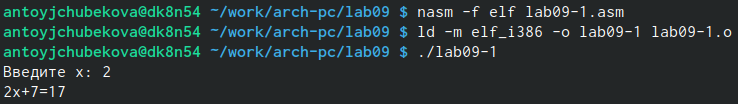 antoyjchubekova@dk8n54 ~/work/arch-pc/lab09 $ nasm -f elf lab09-1.asm
antoyjchubekova@dk8n54 ~/work/arch-pc/lab09 $ ld -m elf_i386 -o lab09-1 lab09-1.o
antoyjchubekova@dk8n54 ~/work/arch-pc/lab09 $ ./lab09-1
Введите x: 2
2x+7=17